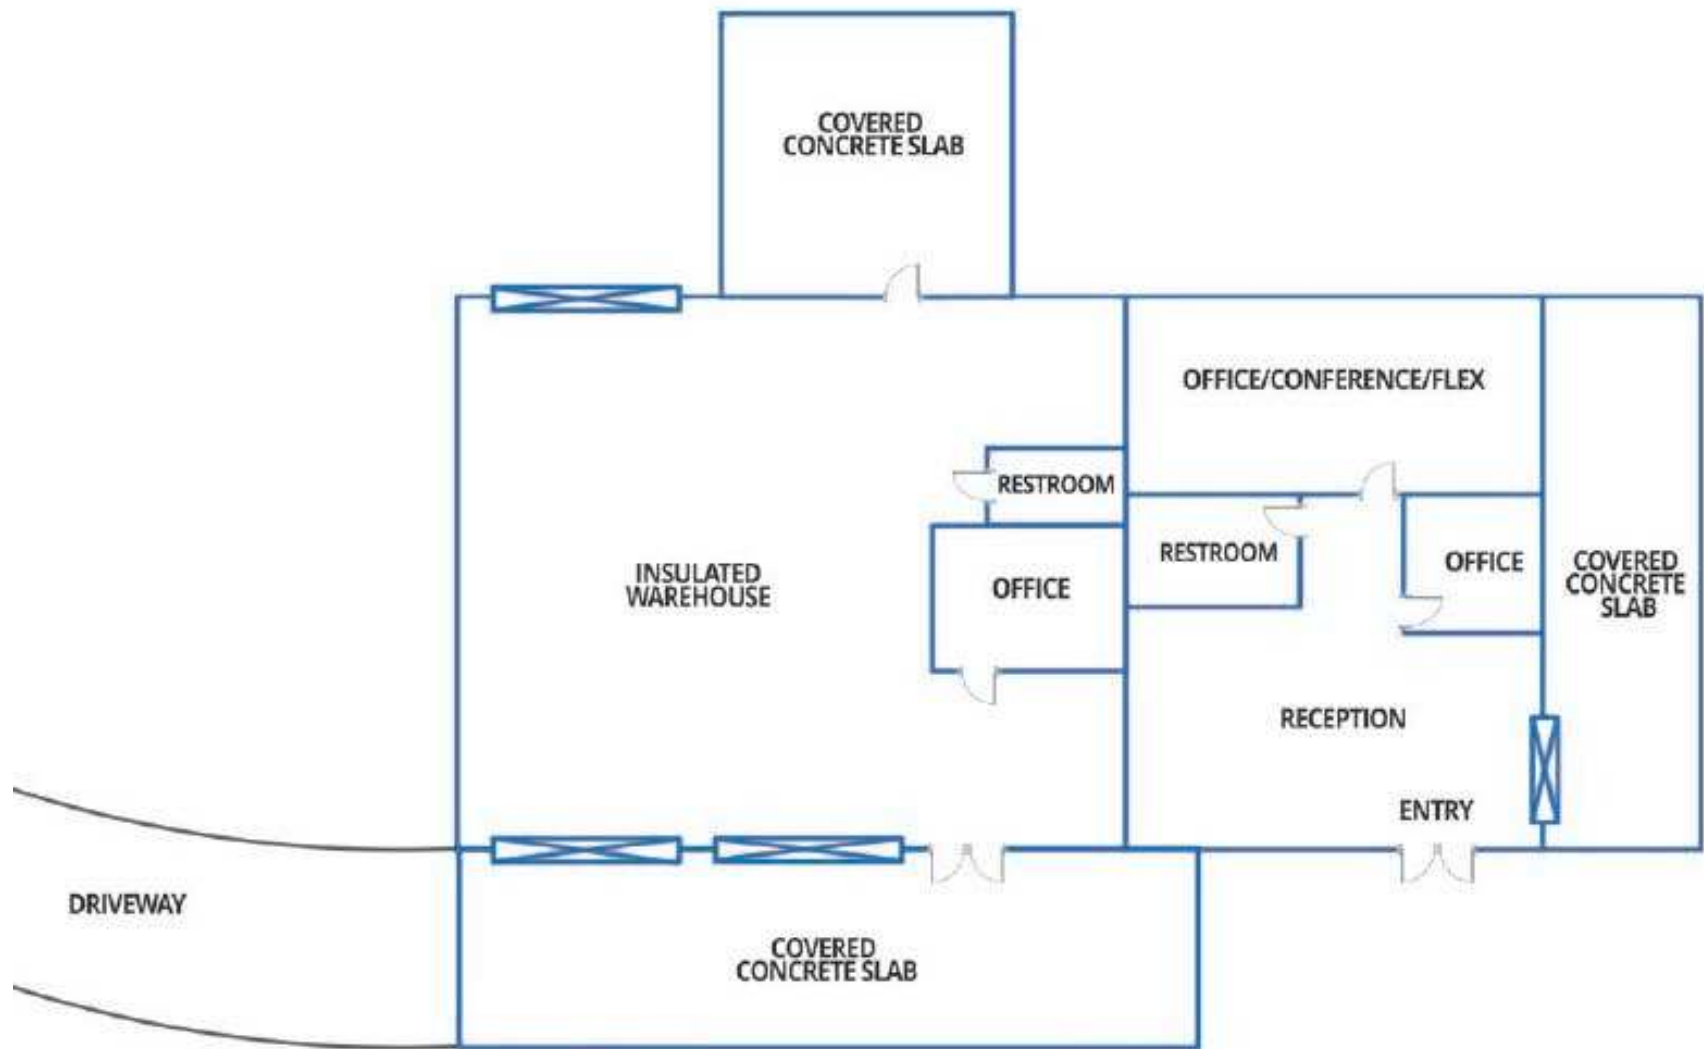 COVERED
CONCRETE SLAB
OFFICE/CONFERENCE/FLEX
RESTROOM
RESTROOM
OFFICE
COVERED
CONCRETE
SLAB
INSULATED
WAREHOUSE
OFFICE
RECEPTION
ENTRY
DRIVEWAY
COVERED
CONCRETE SLAB